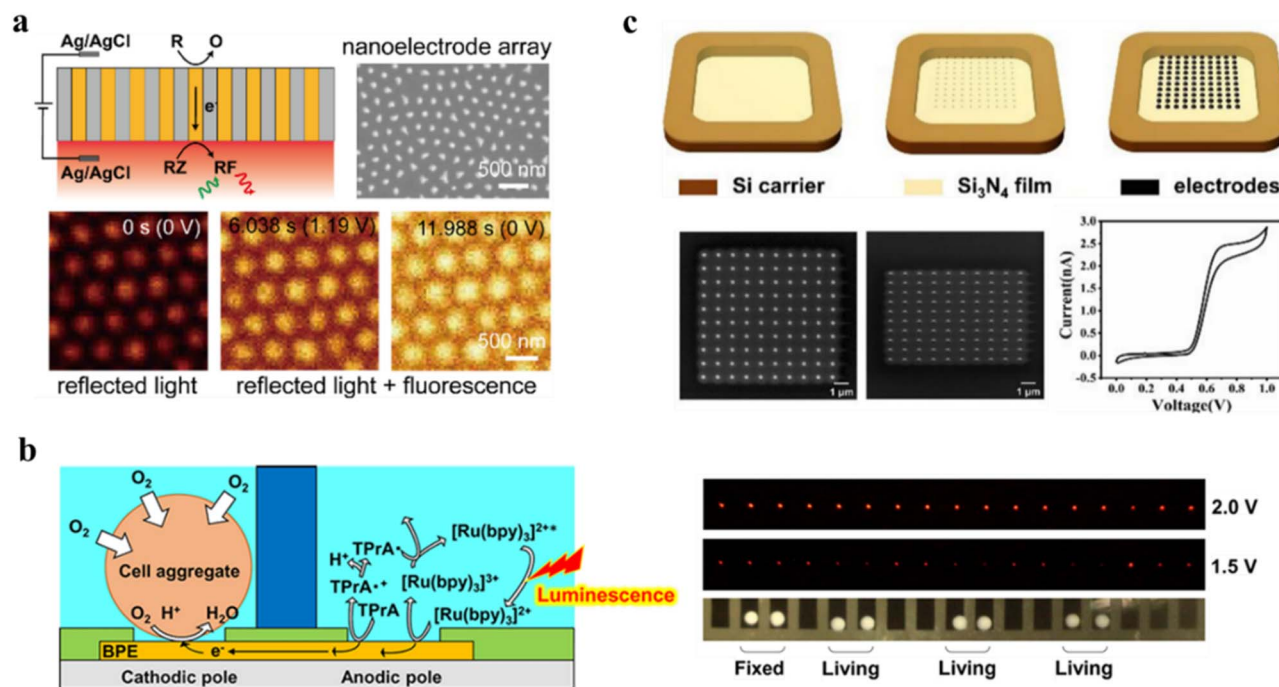 a
Ag/AgCl
R
O
e-
RZ
RF
Ag/AgCl
nanoelectrode array
500 nm
0 s (0 V)
6.038 s (1.19 V)
11.988 s (0 V)
500 nm
reflected light
reflected light + fluorescence
c
Si carrier
Si₃N₄ film
electrodes
1 μm
1 μm
Current(nA)
3.0
2.5
2.0
1.5
1.0
0.5
0.0
-0.5
0.0 0.2 0.4 0.6 0.8 1.0
Voltage(V)
b
O₂
O₂
O₂
Cell aggregate
O₂ H⁺ H₂O
BPE
e-
Cathodic pole
Anodic pole
H⁺
TPrA•
TPrA•⁺
TPrA
[Ru(bpy)₃]²⁺*
[Ru(bpy)₃]³⁺
[Ru(bpy)₃]²⁺
Luminescence
2.0 V
1.5 V
Fixed
Living
Living
Living